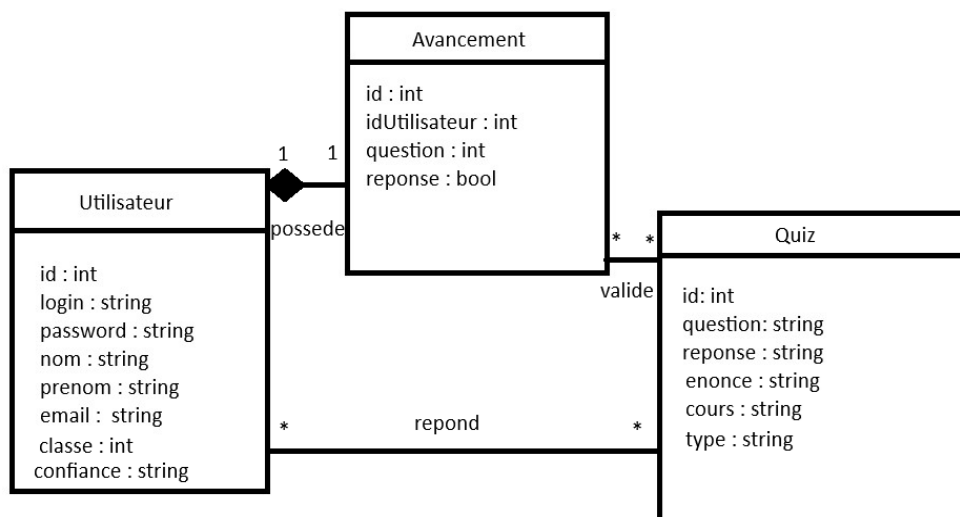 Avancement
id : int
idUtilisateur : int
question : int
reponse : bool
1 1
possede
Utilisateur
id : int
login : string
password : string
nom : string
prenom : string
email : string
classe : int
confiance : string
* *
valide
Quiz
id: int
question: string
reponse : string
enonce : string
cours : string
type : string
* repond *